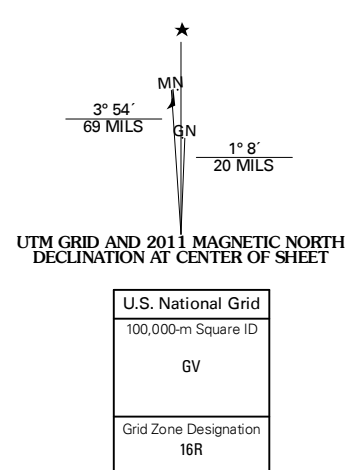 ★
MN
GN
3° 54´
69 MILS
1° 8´
20 MILS
UTM GRID AND 2011 MAGNETIC NORTH
DECLINATION AT CENTER OF SHEET
U.S. National Grid
100,000-m Square ID
GV
Grid Zone Designation
16R